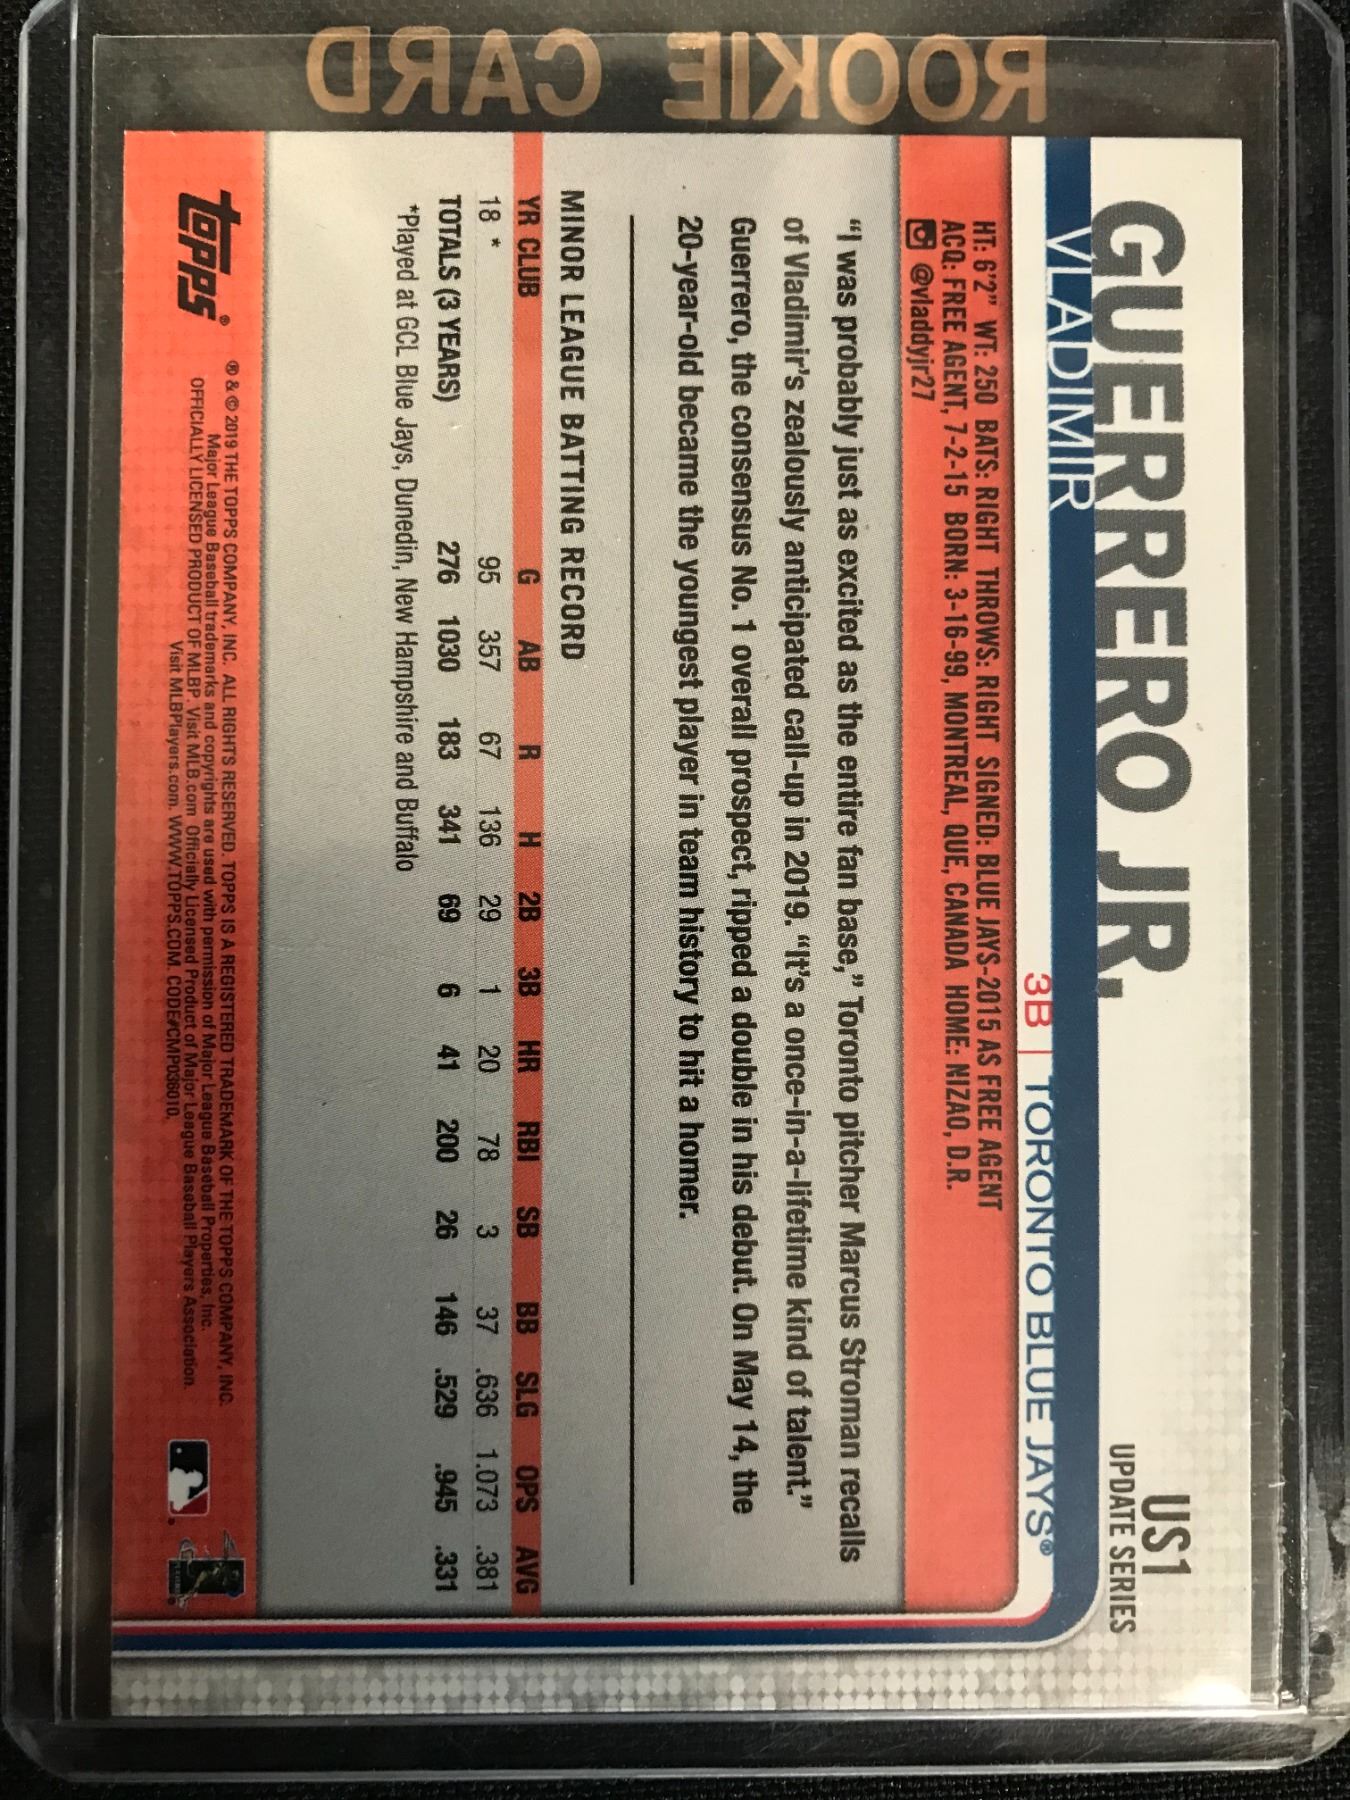 ROOKIE CARD
US1
UPDATE SERIES
GUERRERO JR.
VLADIMIR
3B | TORONTO BLUE JAYS®
HT: 6'2" WT: 250 BATS: RIGHT THROWS: RIGHT SIGNED: BLUE JAYS-2015 AS FREE AGENT
ACQ: FREE AGENT, 7-2-15 BORN: 3-16-99, MONTREAL, QUE, CANADA HOME: NIZAO, D.R.
@vladdyjr27
“I was probably just as excited as the entire fan base,” Toronto pitcher Marcus Stroman recalls
of Vladimir's zealously anticipated call-up in 2019. “It's a once-in-a-lifetime kind of talent.”
Guerrero, the consensus No. 1 overall prospect, ripped a double in his debut. On May 14, the
20-year-old became the youngest player in team history to hit a homer.
MINOR LEAGUE BATTING RECORD
YR CLUB G AB R H 2B 3B HR RBI SB BB SLG OPS AVG
18 * 95 357 67 136 29 1 20 78 3 37 .636 1.073 .381
TOTALS (3 YEARS) 276 1030 183 341 69 6 41 200 26 146 .529 .945 .331
*Played at GCL Blue Jays, Dunedin, New Hampshire and Buffalo
topps®
® & © 2019 THE TOPPS COMPANY, INC. ALL RIGHTS RESERVED. TOPPS IS A REGISTERED TRADEMARK OF THE TOPPS COMPANY, INC.
Major League Baseball trademarks and copyrights are used with permission of Major League Baseball Properties, Inc.
OFFICIALLY LICENSED PRODUCT OF MLBP. Visit MLB.com Officially Licensed Product of Major League Baseball Players Association.
Visit MLBPlayers.com. WWW.TOPPS.COM. CODE#CMP036010.